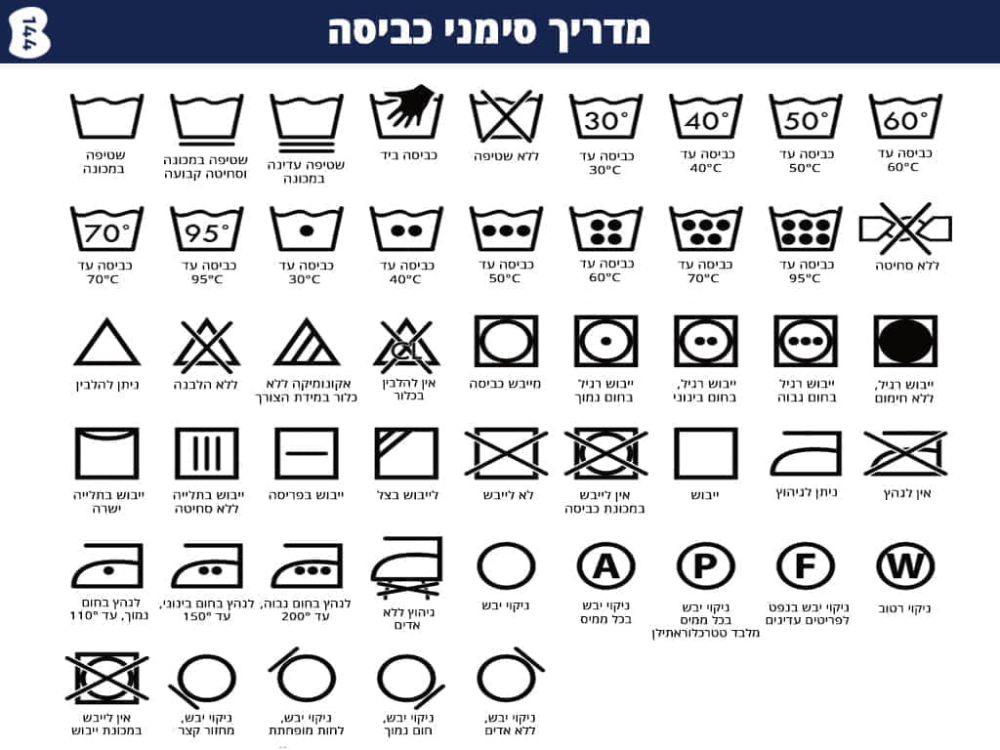 מדריך סימני כביסה
144
60°
כביסה עד
60°C
50°
כביסה עד
50°C
40°
כביסה עד
40°C
30°
כביסה עד
30°C
ללא שטיפה
כביסה ביד
שטיפה עדינה
במכונה
שטיפה במכונה
וסחיטה קבועה
שטיפה
במכונה
ללא סחיטה
כביסה עד
95°C
כביסה עד
70°C
כביסה עד
60°C
כביסה עד
50°C
כביסה עד
40°C
כביסה עד
30°C
95°
כביסה עד
95°C
70°
כביסה עד
70°C
ייבוש רגיל,
ללא חימום
ייבוש רגיל
בחום גבוה
ייבוש רגיל,
בחום בינוני
ייבוש רגיל
בחום נמוך
מייבש כביסה
CL
אין להלבין
בכלור
אקונומיקה ללא
כלור במידת הצורך
ללא הלבנה
ניתן להלבין
אין לגהץ
ניתן לגיהוץ
ייבוש
אין לייבש
במכונת כביסה
לא לייבש
לייבוש בצל
ייבוש בפריסה
ייבוש בתלייה
ללא סחיטה
ייבוש בתלייה
ישרה
W
ניקוי רטוב
F
ניקוי יבש בנפט
לפריטים עדינים
P
ניקוי יבש
בכל ממיס
מלבד טטרכלוראתילן
A
ניקוי יבש
בכל ממיס
ניקוי יבש
גיהוץ ללא
אדים
לגהץ בחום גבוה,
עד 200°
לגהץ בחום בינוני,
עד 150°
לגהץ בחום
נמוך, עד 110°
ניקוי יבש,
ללא אדים
ניקוי יבש,
חום נמוך
ניקוי יבש,
לחות מופחתת
ניקוי יבש,
מחזור קצר
אין לייבש
במכונת ייבוש